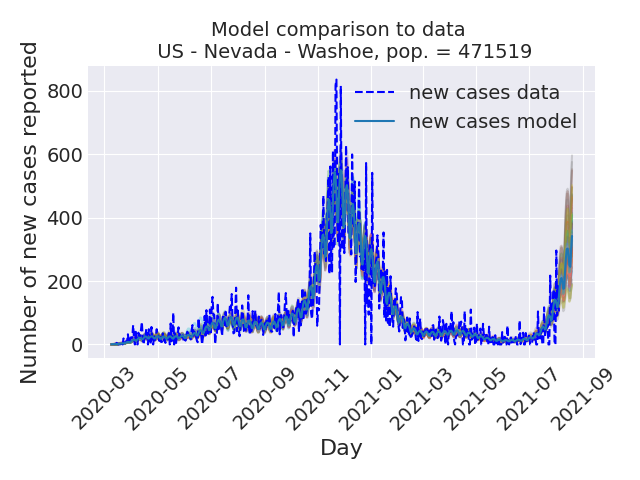 Model comparison to data
US - Nevada - Washoe, pop. = 471519
Number of new cases reported
800
600
400
200
0
new cases data
new cases model
2020-03
2020-05
2020-07
2020-09
2020-11
2021-01
2021-03
2021-05
2021-07
2021-09
Day